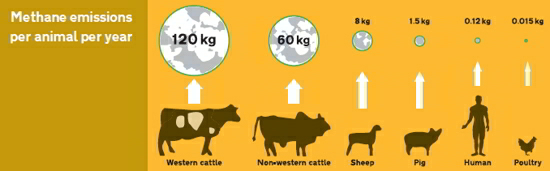 Methane emissions
per animal per year
120 kg
60 kg
8 kg
1.5 kg
0.12 kg
0.015 kg
Western cattle
Non-western cattle
Sheep
Pig
Human
Poultry